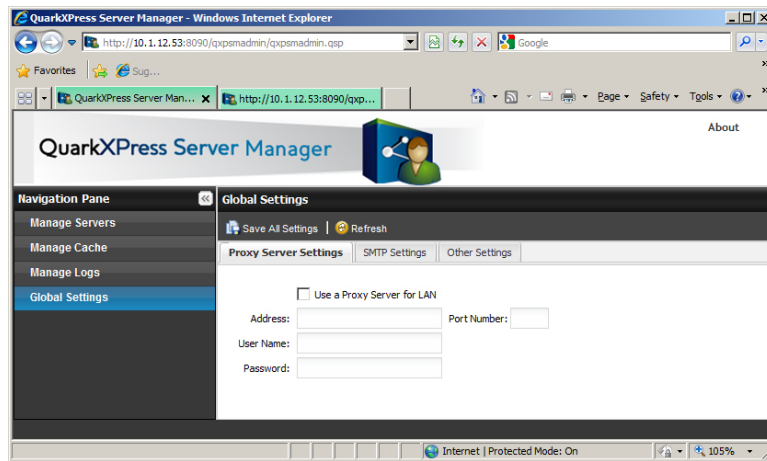 QuarkXPress Server Manager - Windows Internet Explorer
http://10.1.12.53:8090/qxpsmadmin/qxpsmadmin.qsp
Google
Favorites
Sug...
QuarkXPress Server Man...
http://10.1.12.53:8090/qxp...
Page
Safety
Tools
About
QuarkXPress Server Manager
Navigation Pane
Global Settings
Manage Servers
Save All Settings
Refresh
Manage Cache
Proxy Server Settings
SMTP Settings
Other Settings
Manage Logs
Global Settings
Use a Proxy Server for LAN
Address:
Port Number:
User Name:
Password:
Internet | Protected Mode: On
105%